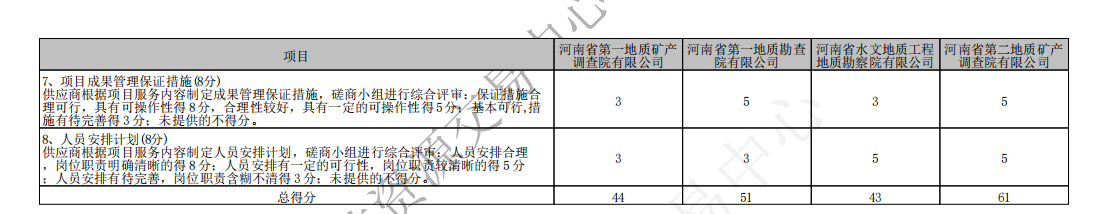 项目 河南省第一地质矿产 河南省第一地质勘查 河南省水文地质工程 河南省第二地质矿产
调查院有限公司 院有限公司 地质勘察院有限公司 调查院有限公司
7、项目成果管理保证措施(8分)
供应商根据项目服务内容制定成果管理保证措施，磋商小组进行综合评审：保证措施合
理可行，具有可操作性得8分，合理性较好，具有一定的可操作性得5分；基本可行,措
施有待完善得3分；未提供的不得分。
3 5 3 5
8、人员安排计划(8分)
供应商根据项目服务内容制定人员安排计划，磋商小组进行综合评审：人员安排合理
，岗位职责明确清晰的得8分；人员安排有一定的可行性，岗位职责较清晰的得5分
；人员安排有待完善，岗位职责含糊不清得3分；未提供的不得分。
3 3 5 5
总得分 44 51 43 61
资源交易中心
易中心